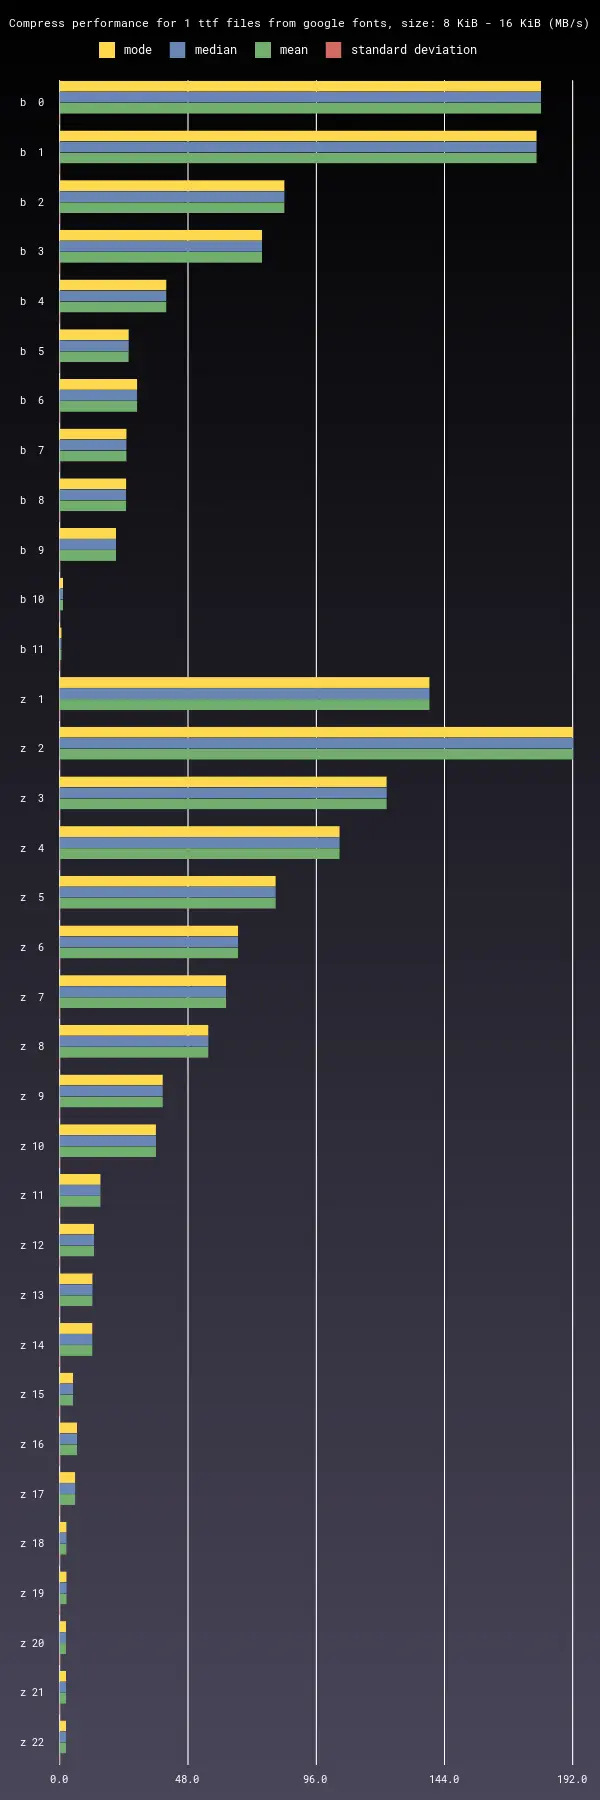 Compress performance for 1 ttf files from google fonts, size: 8 KiB - 16 KiB (MB/s)
mode median mean standard deviation
b 0
b 1
b 2
b 3
b 4
b 5
b 6
b 7
b 8
b 9
b 10
b 11
z 1
z 2
z 3
z 4
z 5
z 6
z 7
z 8
z 9
z 10
z 11
z 12
z 13
z 14
z 15
z 16
z 17
z 18
z 19
z 20
z 21
z 22
0.0 48.0 96.0 144.0 192.0